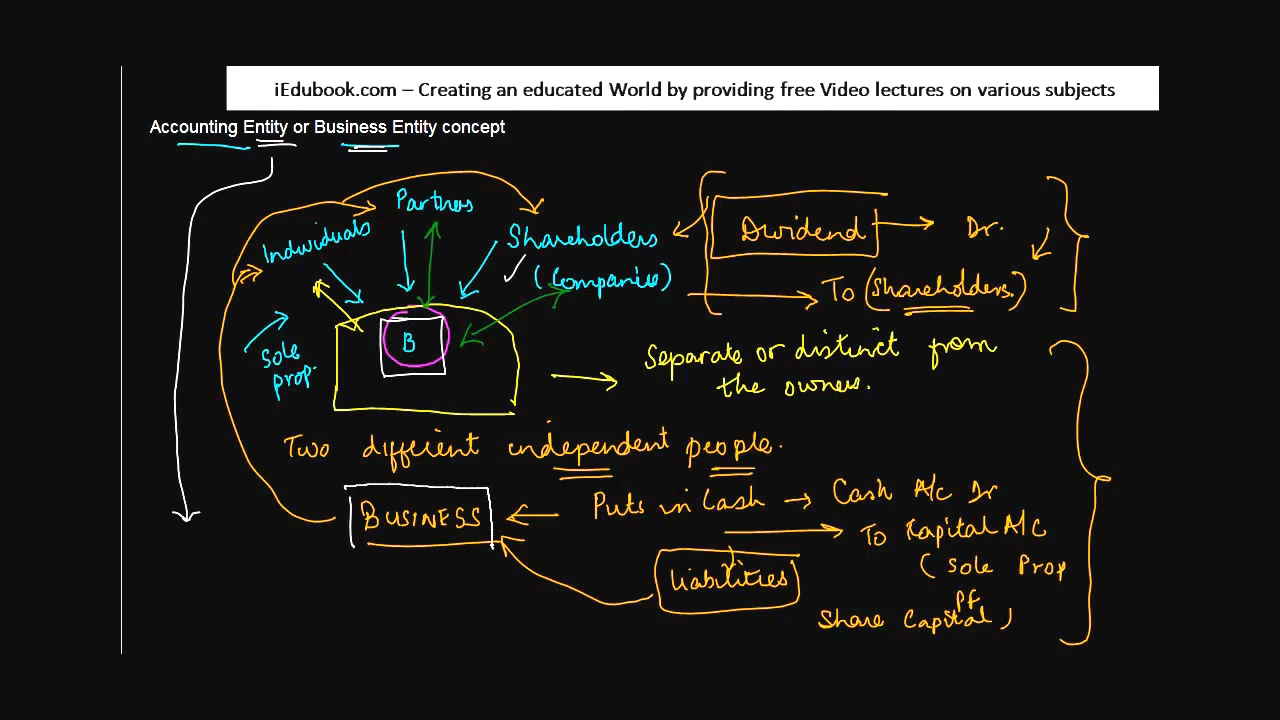 iEdubook.com – Creating an educated World by providing free Video lectures on various subjects
Accounting Entity or Business Entity concept
Partners
Individuals
Shareholders
(Companies)
Dividend
Dr.
To (Shareholders.)
B
Sole
prop.
Separate or distinct from
the owners.
Two different independent people.
BUSINESS
Puts in Cash → Cash A/c Dr
To Kapital A/c
(Sole Prop
pf
Share Capital)
liabilities